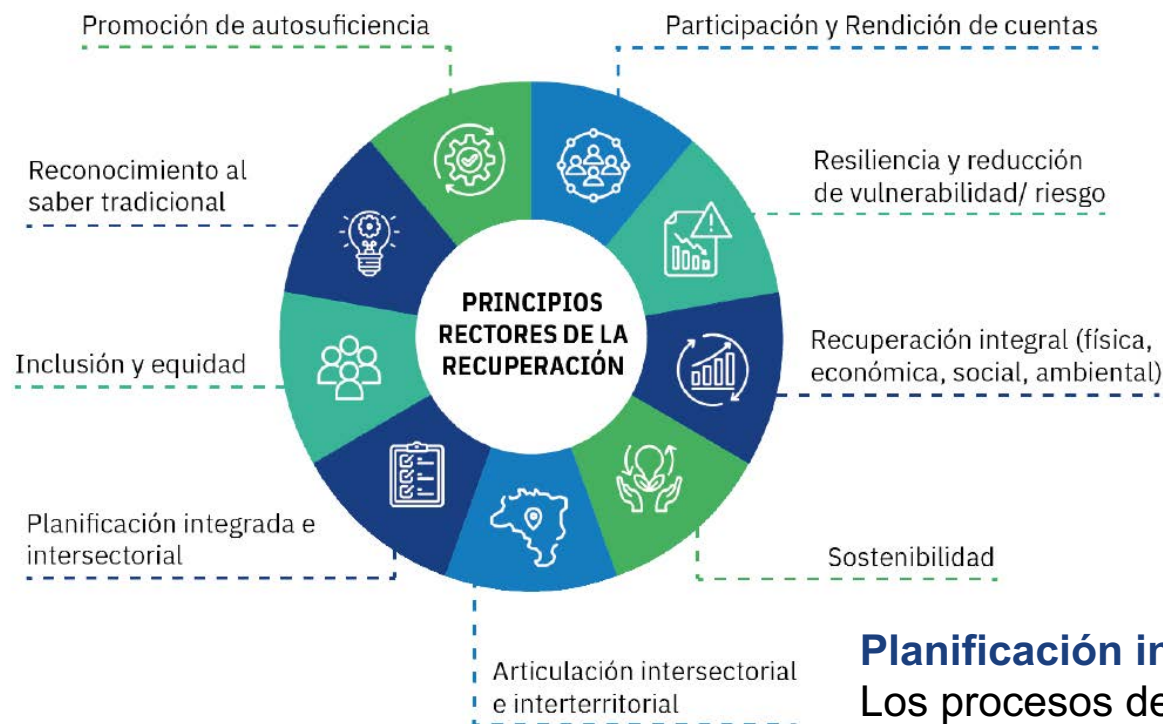 Promoción de autosuficiencia
Participación y Rendición de cuentas
Reconocimiento al
saber tradicional
Resiliencia y reducción
de vulnerabilidad/ riesgo
PRINCIPIOS
RECTORES DE LA
RECUPERACIÓN
Inclusión y equidad
Recuperación integral (física,
económica, social, ambiental)
Planificación integrada e
intersectorial
Sostenibilidad
Articulación intersectorial
e interterritorial
Planificación
Los procesos de